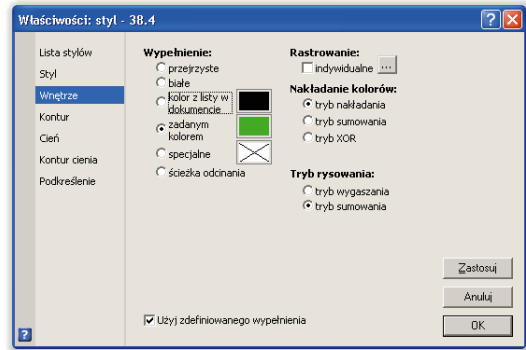 Właściwości: styl - 38.4
Lista stylów
Styl
Wnętrze
Kontur
Cień
Kontur cienia
Podkreślenie
Wypełnienie:
przejrzyste
białe
kolor z listy w
dokumencie
zadanym
kolorem
specjalne
ścieżka odcinania
Użyj zdefiniowanego wypełnienia
Rastrowanie:
indywidualne ...
Nakładanie kolorów:
tryb nakładania
tryb sumowania
tryb XOR
Tryb rysowania:
tryb wygaszania
tryb sumowania
Zastosuj
Anuluj
OK